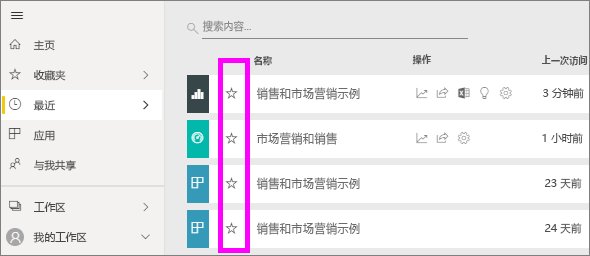 搜索内容...
主页
收藏夹
最近
应用
与我共享
工作区
我的工作区
名称 操作 上一次访问
销售和市场营销示例 3 分钟前
市场营销和销售 1 小时前
销售和市场营销示例 23 天前
销售和市场营销示例 24 天前